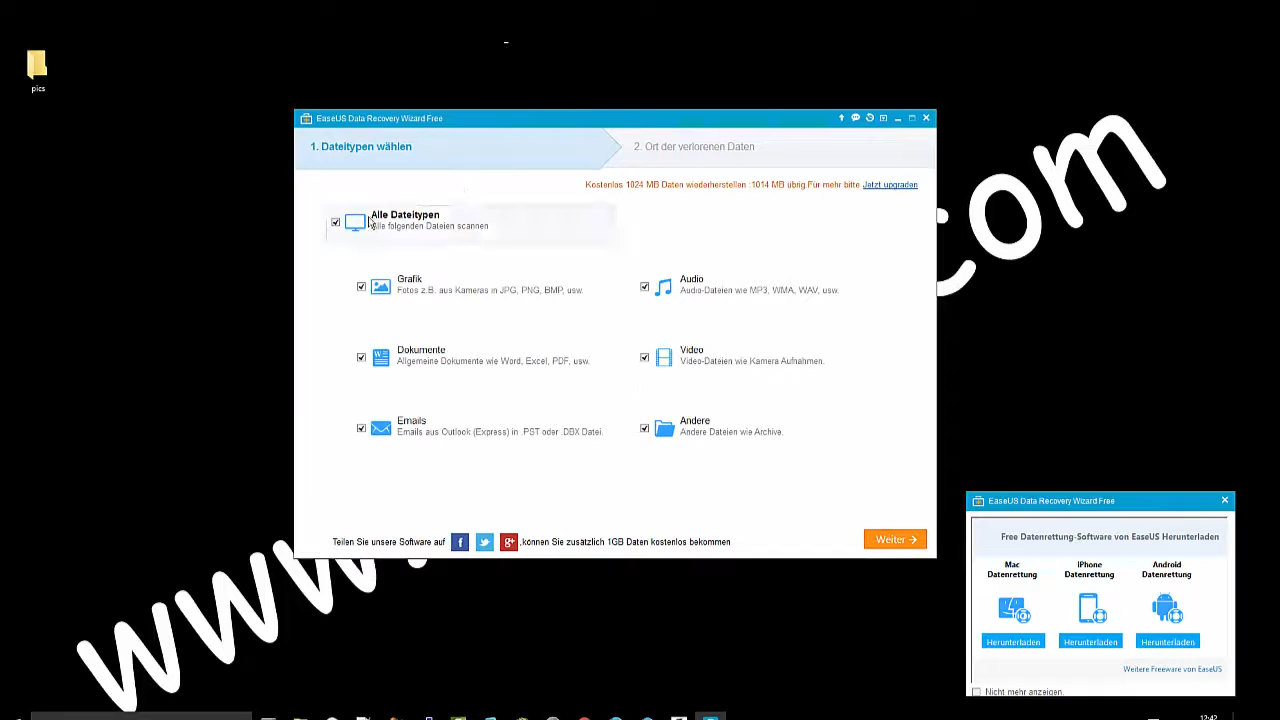 pics
EaseUS Data Recovery Wizard Free
1. Dateitypen wählen
2. Ort der verlorenen Daten
Kostenlos 1024 MB Daten wiederherstellen :1014 MB übrig.Für mehr bitte Jetzt upgraden
Alle Dateitypen
Alle folgenden Dateien scannen
Grafik
Fotos z.B. aus Kameras in JPG, PNG, BMP, usw.
Audio
Audio-Dateien wie MP3, WMA, WAV, usw.
Dokumente
Allgemeine Dokumente wie Word, Excel, PDF, usw.
Video
Video-Dateien wie Kamera Aufnahmen.
Emails
Emails aus Outlook (Express) in .PST oder .DBX Datei.
Andere
Andere Dateien wie Archive.
Teilen Sie unsere Software auf f g+ ,können Sie zusätzlich 1GB Daten kostenlos bekommen
Weiter
www.
.com
EaseUS Data Recovery Wizard Free
Free Datenrettung-Software von EaseUS Herunterladen
Mac Datenrettung
IPhone Datenrettung
Android Datenrettung
Herunterladen
Herunterladen
Herunterladen
Weitere Freeware von EaseUS
Nicht mehr anzeigen.
12:42